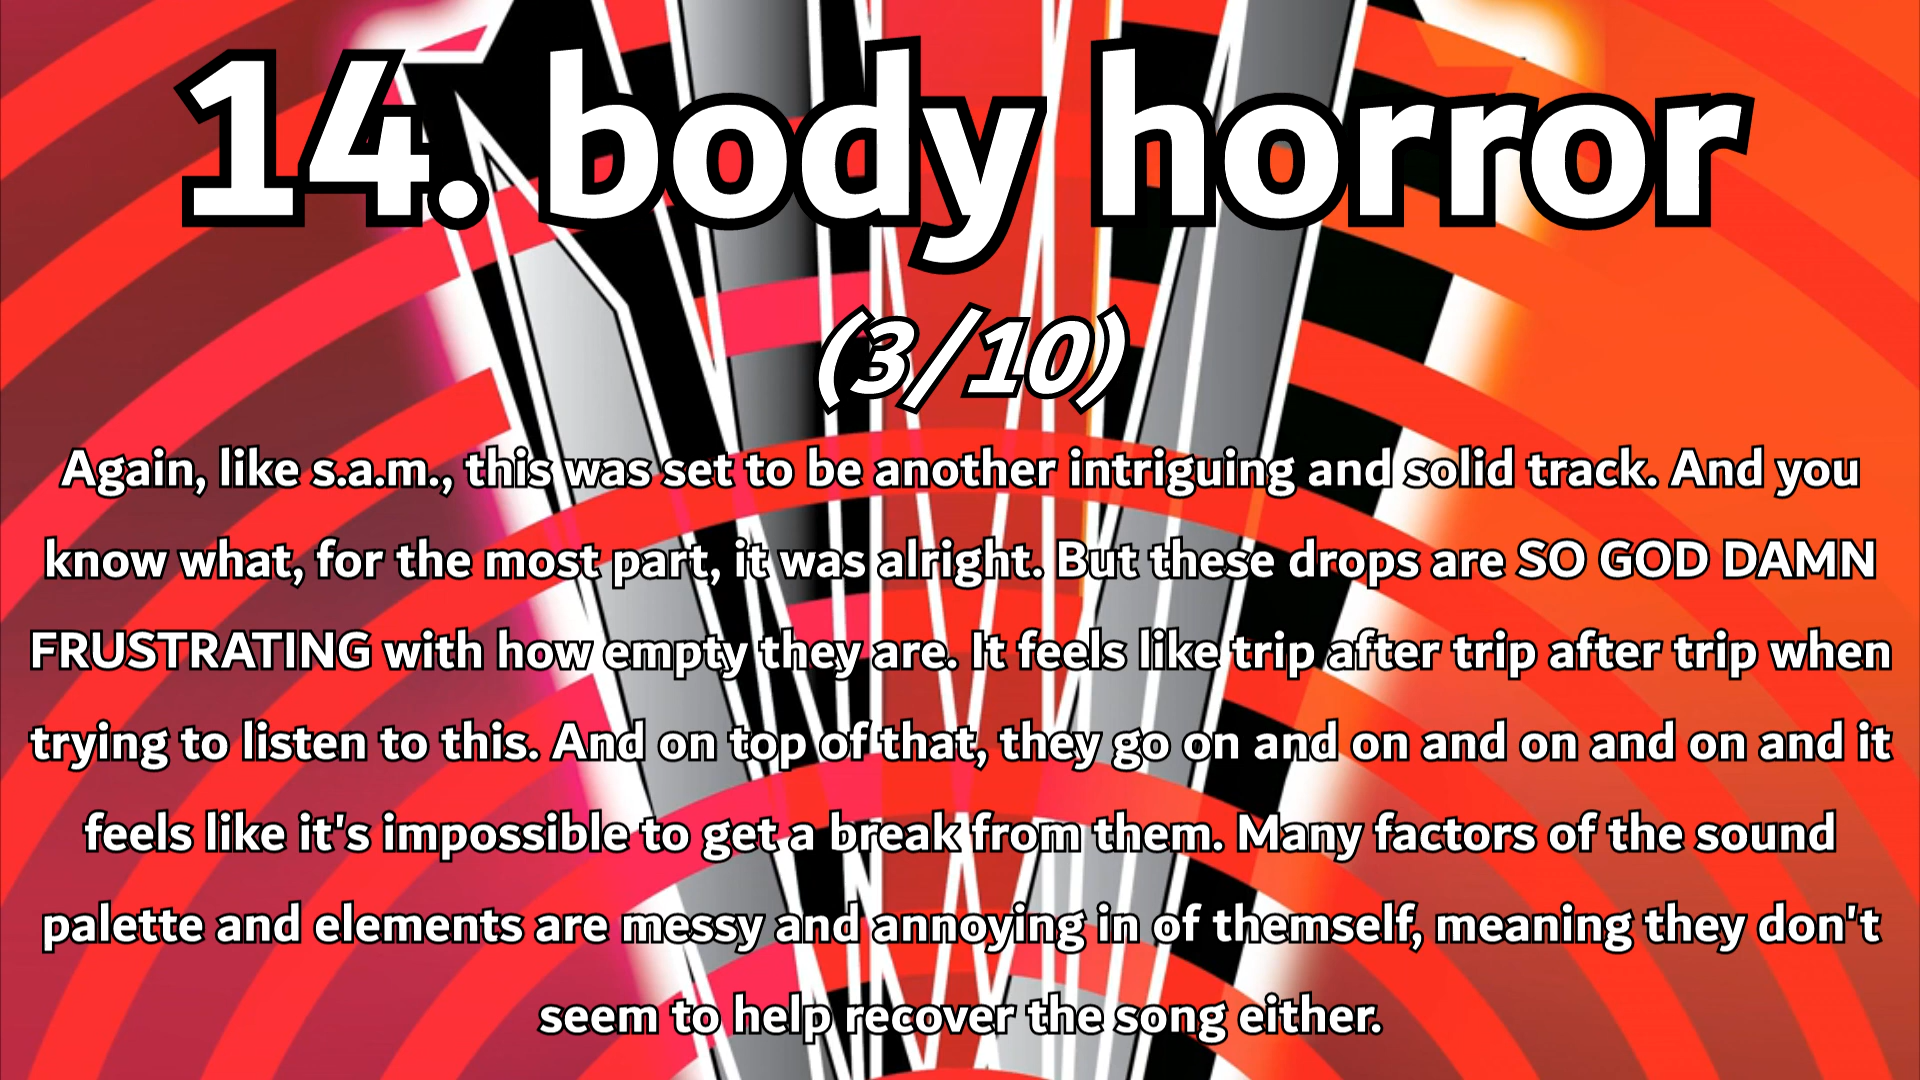 14. body horror
(3/10)
Again, like s.a.m., this was set to be another intriguing and solid track. And you
know what, for the most part, it was alright. But these drops are SO GOD DAMN
FRUSTRATING with how empty they are. It feels like trip after trip after trip when
trying to listen to this. And on top of that, they go on and on and on and on and it
feels like it's impossible to get a break from them. Many factors of the sound
palette and elements are messy and annoying in of themself, meaning they don't
seem to help recover the song either.